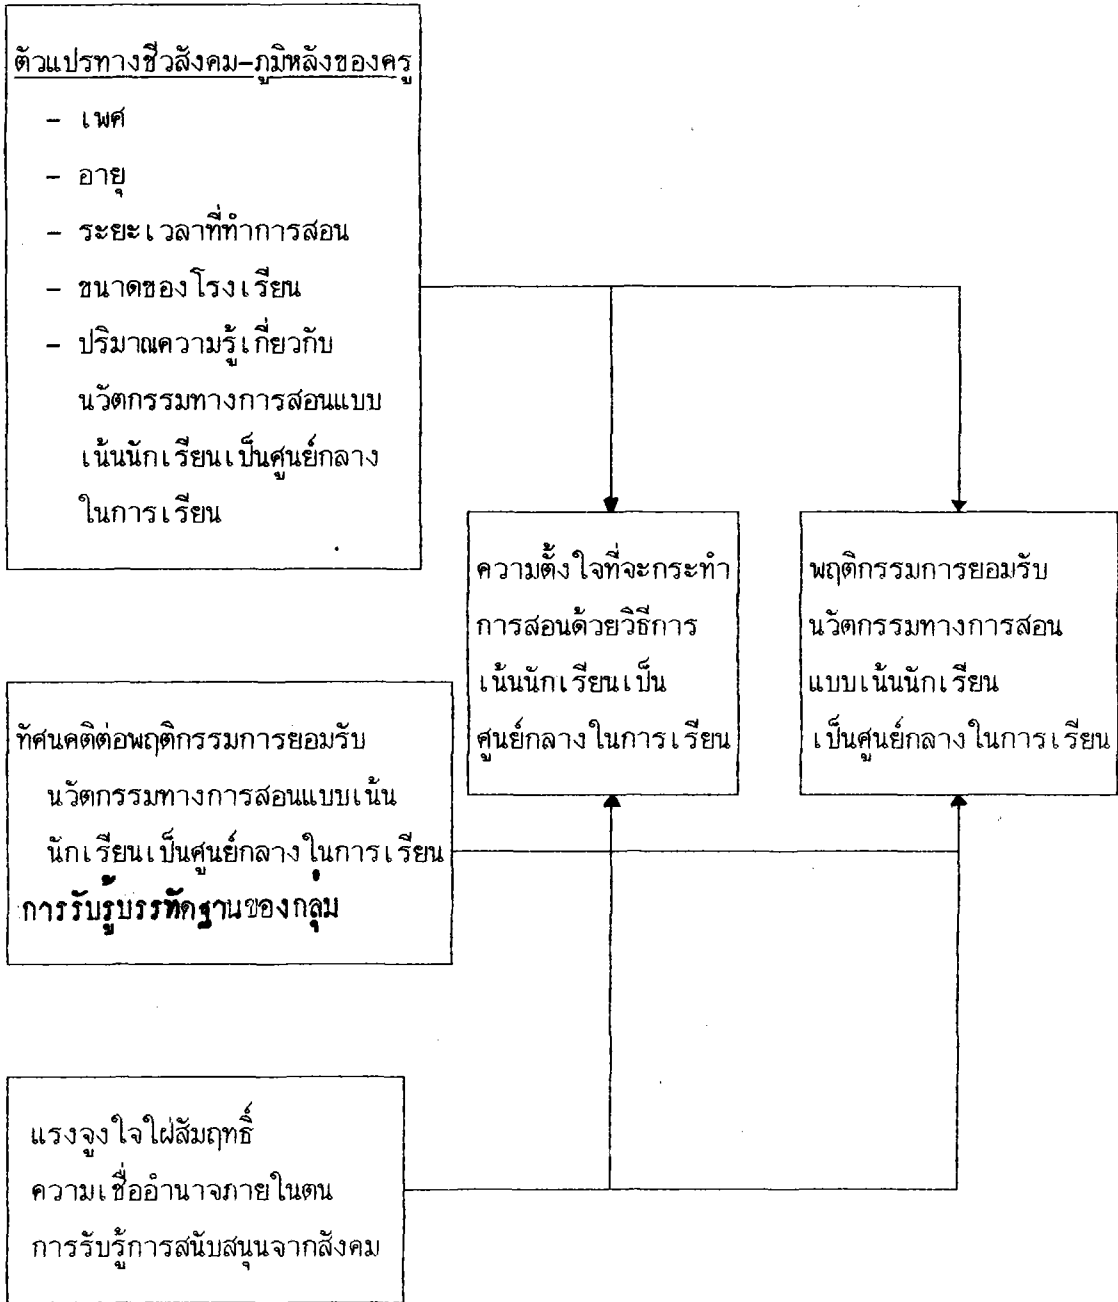 ตัวแปรทางชีวสังคม-ภูมิหลังของครู
- เพศ
- อายุ
- ระยะเวลาที่ทำการสอน
- ขนาดของโรงเรียน
- ปริมาณความรู้เกี่ยวกับ
นวัตกรรมทางการสอนแบบ
เน้นนักเรียนเป็นศูนย์กลาง
ในการเรียน
ความตั้งใจที่จะกระทำ
การสอนด้วยวิธีการ
เน้นนักเรียนเป็น
ศูนย์กลางในการเรียน
พฤติกรรมการยอมรับ
นวัตกรรมทางการสอน
แบบเน้นนักเรียน
เป็นศูนย์กลางในการเรียน
ทัศนคติต่อพฤติกรรมการยอมรับ
นวัตกรรมทางการสอนแบบเน้น
นักเรียนเป็นศูนย์กลางในการเรียน
การรับรู้บรรทัดฐานของกลุ่ม
แรงจูงใจใฝ่สัมฤทธิ์
ความเชื่ออำนาจภายในตน
การรับรู้การสนับสนุนจากสังคม